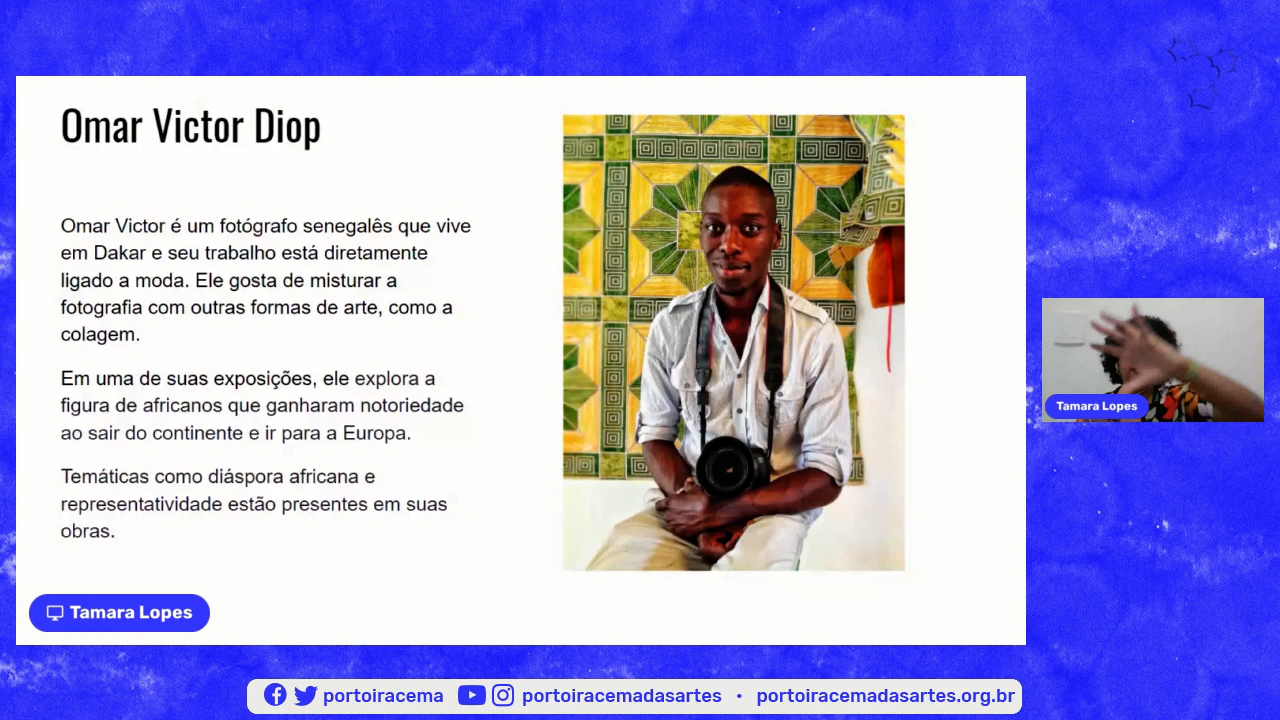 Omar Victor Diop
Omar Victor é um fotógrafo senegalês que vive
em Dakar e seu trabalho está diretamente
ligado a moda. Ele gosta de misturar a
fotografia com outras formas de arte, como a
colagem.
Em uma de suas exposições, ele explora a
figura de africanos que ganharam notoriedade
ao sair do continente e ir para a Europa.
Temáticas como diáspora africana e
representatividade estão presentes em suas
obras.
Tamara Lopes
Tamara Lopes
portoiracema portoiracemadasartes • portoiracemadasartes.org.br